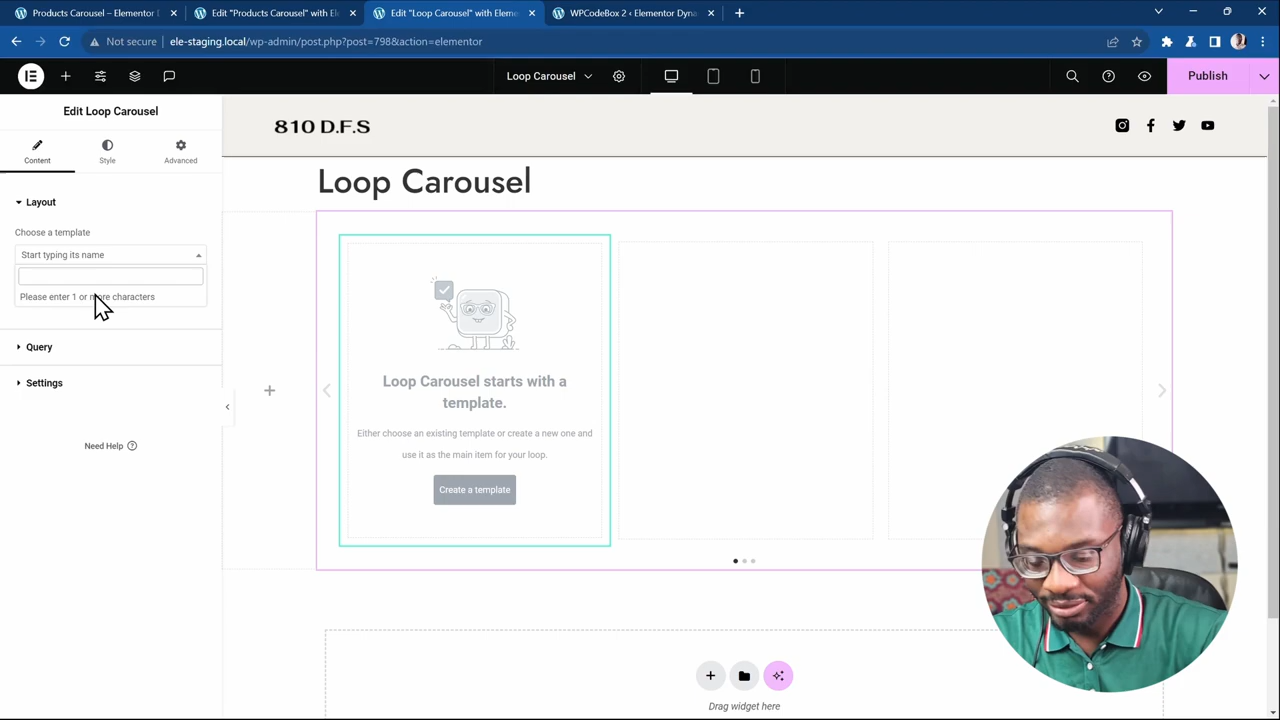 Products Carousel – Elementor D
Edit "Products Carousel" with El
Edit "Loop Carousel" with Eleme
WPCodeBox 2 ‹ Elementor Dyna
Not secure
ele-staging.local/wp-admin/post.php?post=798&action=elementor
Loop Carousel
Publish
Edit Loop Carousel
Content
Style
Advanced
Layout
Choose a template
Start typing its name
Please enter 1 or more characters
Query
Settings
Need Help
810 D.F.S
Loop Carousel
Loop Carousel starts with a
template.
Either choose an existing template or create a new one and
use it as the main item for your loop.
Create a template
Drag widget here